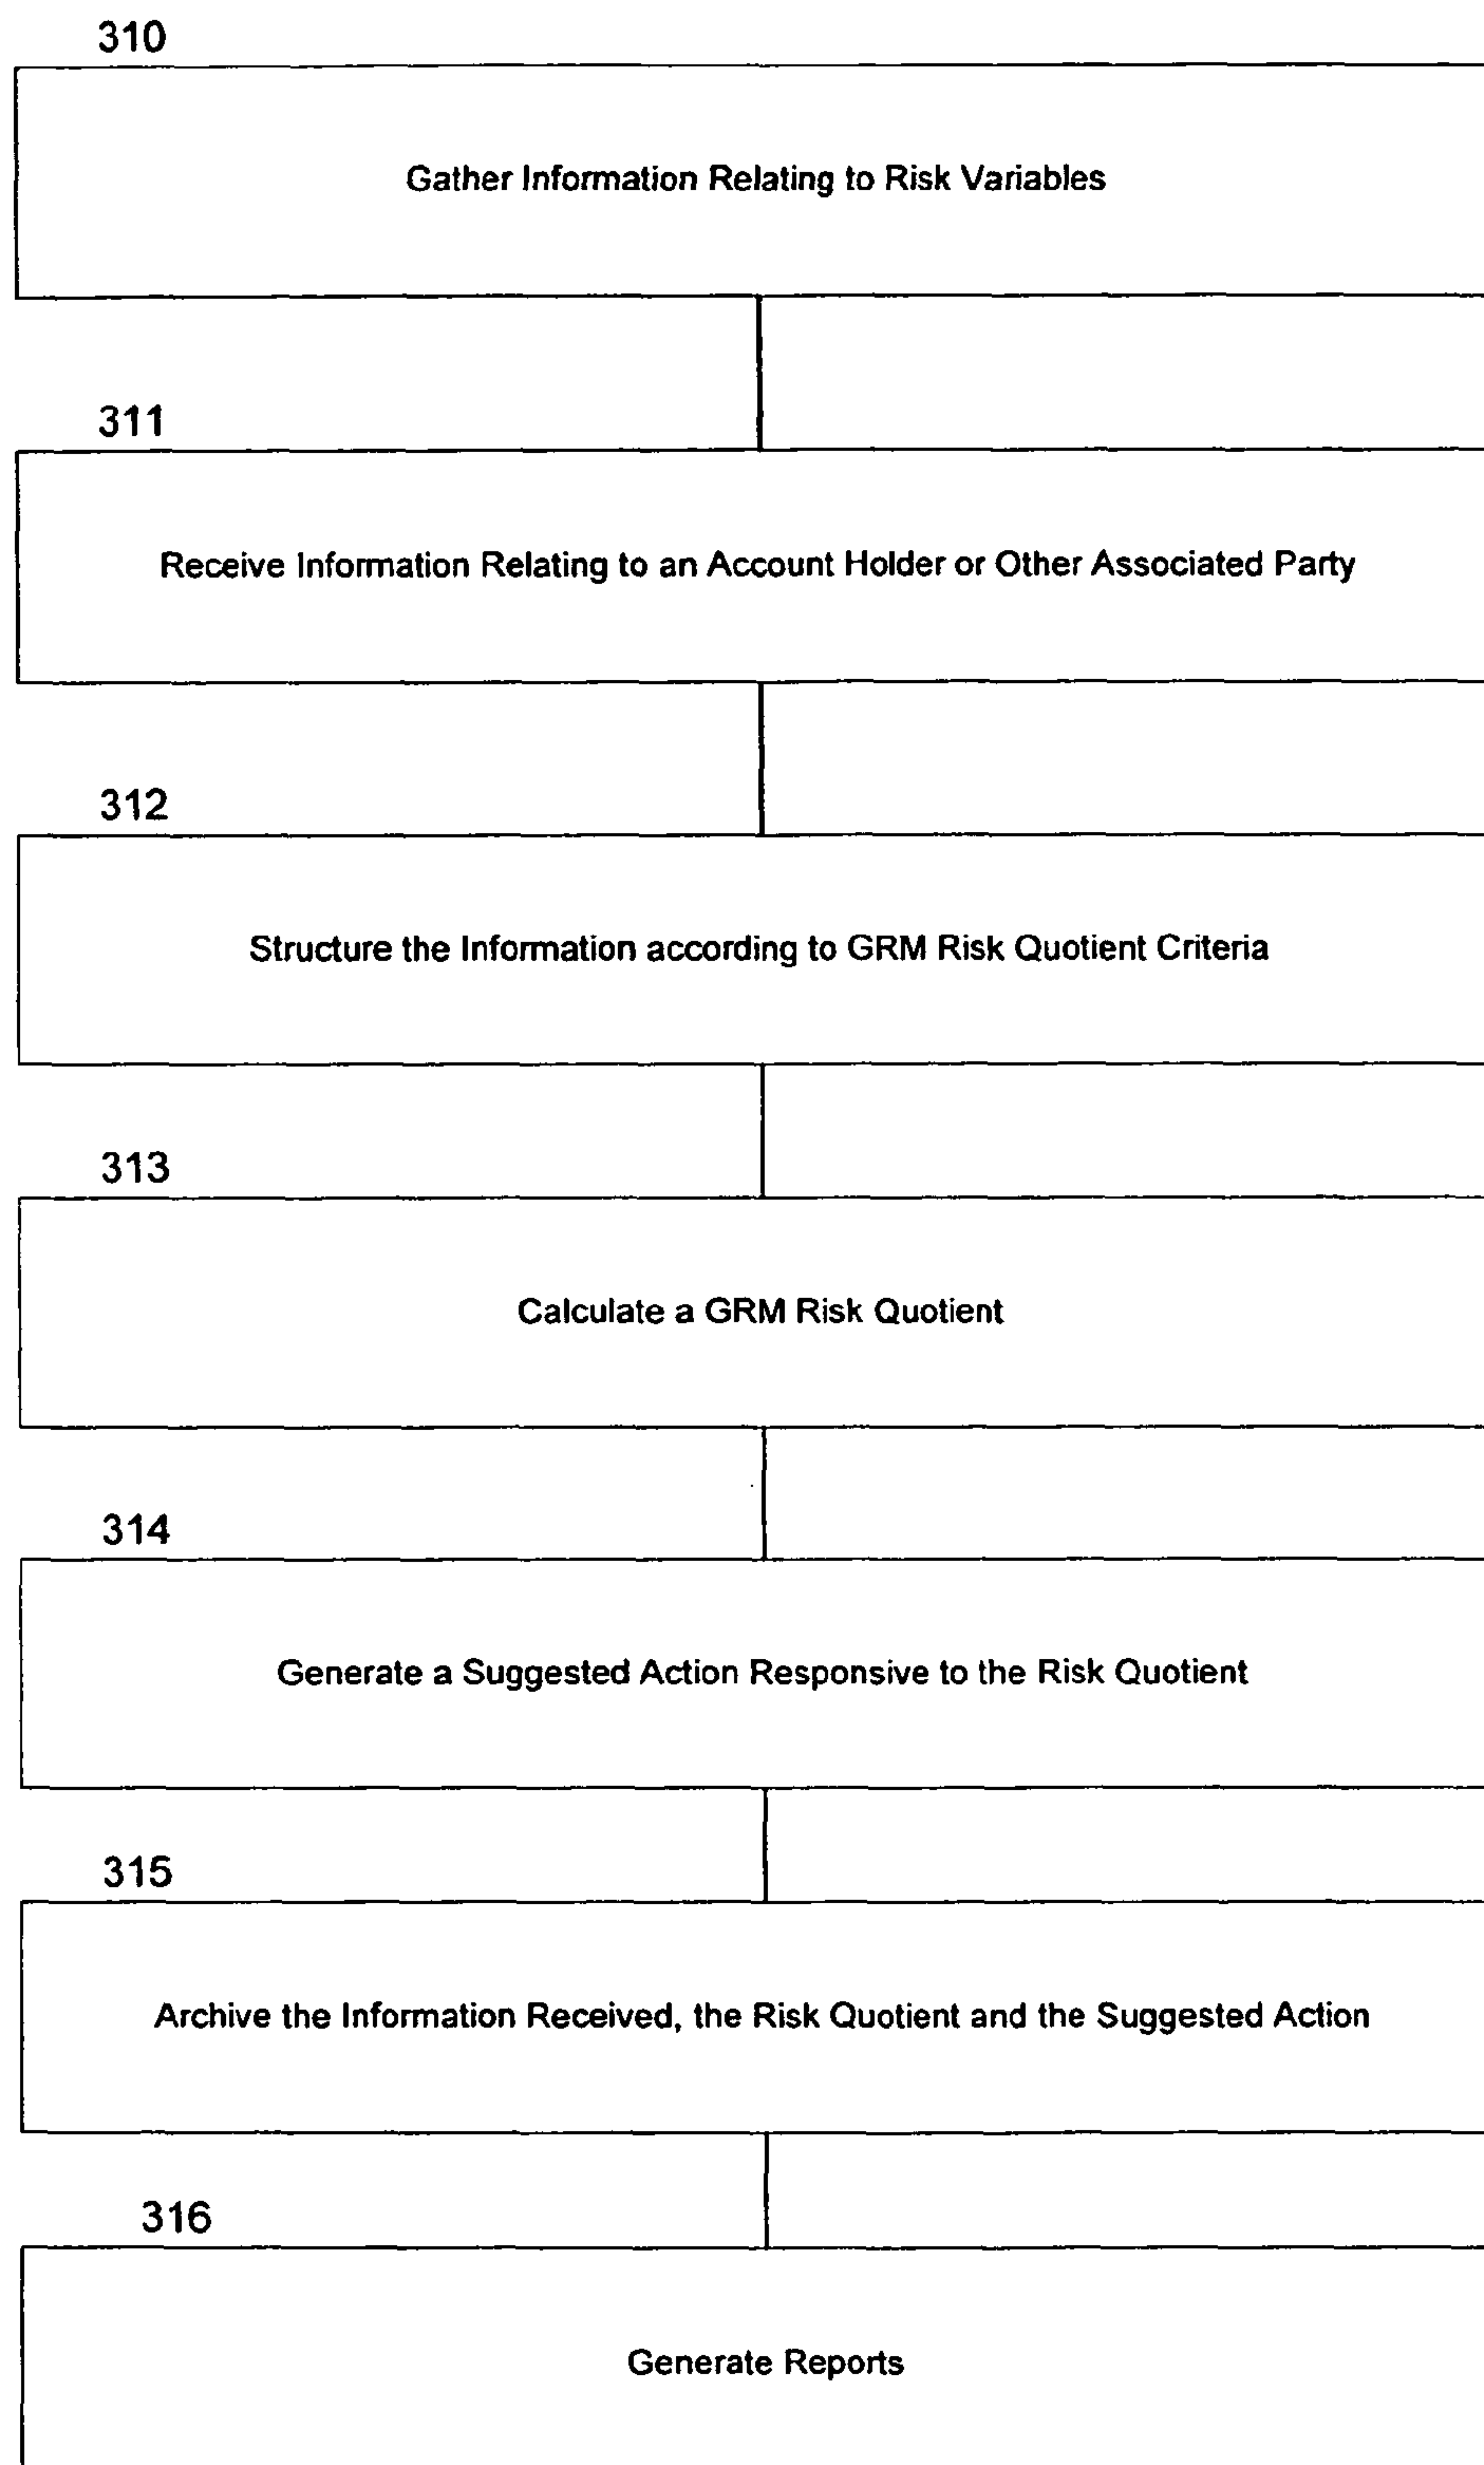 310
Gather Information Relating to Risk Variables
311
Receive Information Relating to an Account Holder or Other Associated Party
312
Structure the Information according to GRM Risk Quotient Criteria
313
Calculate a GRM Risk Quotient
314
Generate a Suggested Action Responsive to the Risk Quotient
315
Archive the Information Received, the Risk Quotient and the Suggested Action
316
Generate Reports